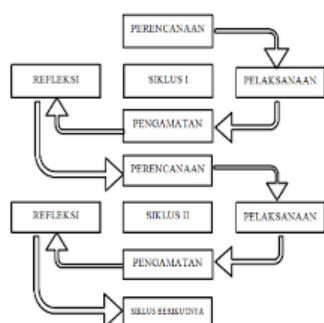 PERENCANAAN
REFLEKSI
SIKLUS I
PELAKSANAAN
PENGAMATAN
PERENCANAAN
REFLEKSI
SIKLUS II
PELAKSANAAN
PENGAMATAN
SIKLUS BERIKUTNYA